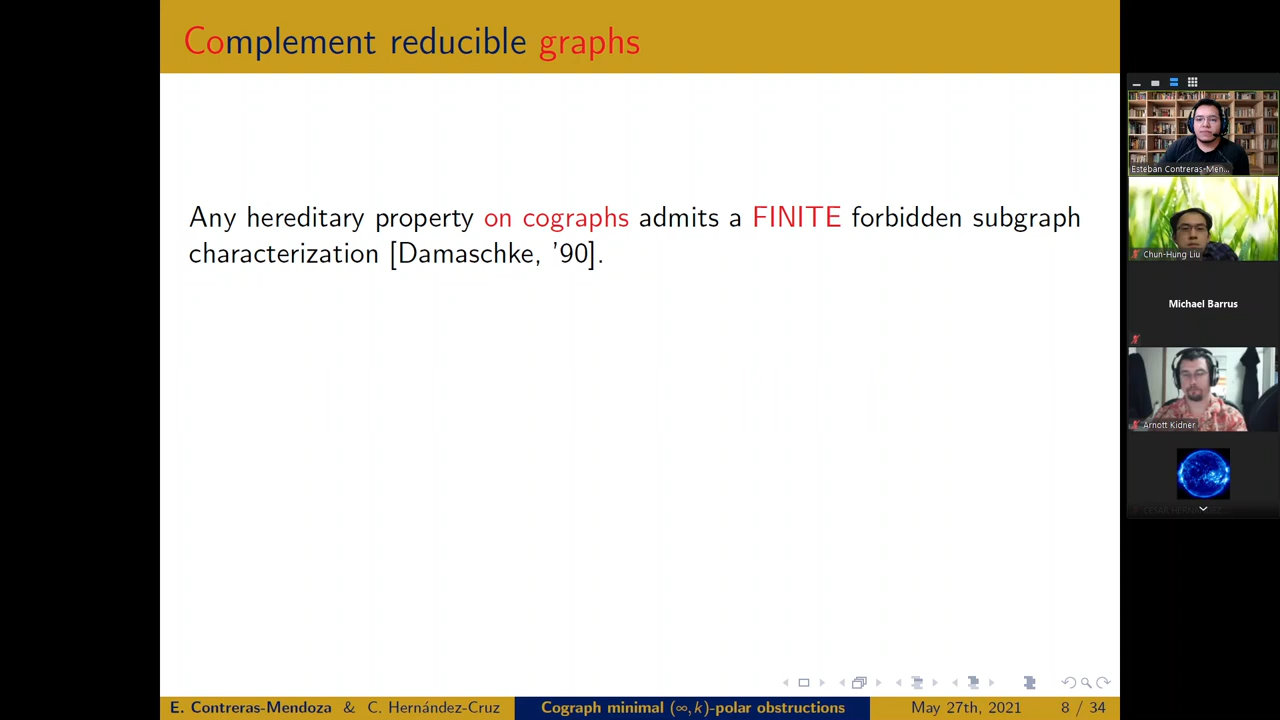 Complement reducible graphs
Any hereditary property on cographs admits a FINITE forbidden subgraph
characterization [Damaschke, ’90].
E. Contreras-Mendoza & C. Hernández-Cruz
Cograph minimal (∞, k)-polar obstructions
May 27th, 2021
8 / 34
Esteban Contreras-Men...
Chun-Hung Liu
Michael Barrus
Arnott Kidner